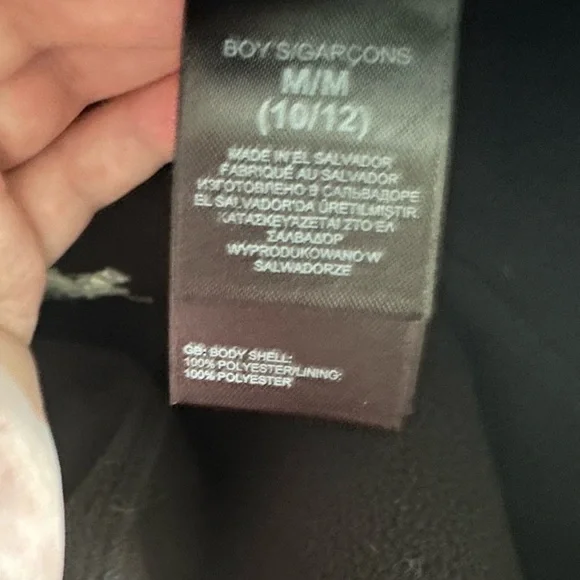 BOY'S/GARÇONS
M/M
(10/12)
MADE IN EL SALVADOR
FABRIQUÉ AU SALVADOR
ИЗГОТОВЛЕНО В САЛЬВАДОРЕ
EL SALVADOR'DA ÜRETILMIŞTIR.
ΚΑΤΑΣΚΕΥΑΖΕΤΑΙ ΣΤΟ ΕΛ
ΣΑΛΒΑΔΟΡ
WYPRODUKOWANO W
SALWADORZE
GB: BODY SHELL:
100% POLYESTER/LINING:
100% POLYESTER